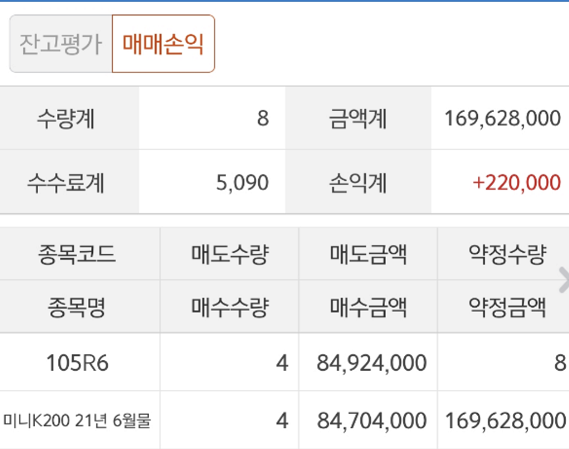 잔고평가 매매손익
수량계 8 금액계 169,628,000
수수료계 5,090 손익계 +220,000
종목코드 매도수량 매도금액 약정수량
종목명 매수수량 매수금액 약정금액
105R6 4 84,924,000 8
미니K200 21년 6월물 4 84,704,000 169,628,000